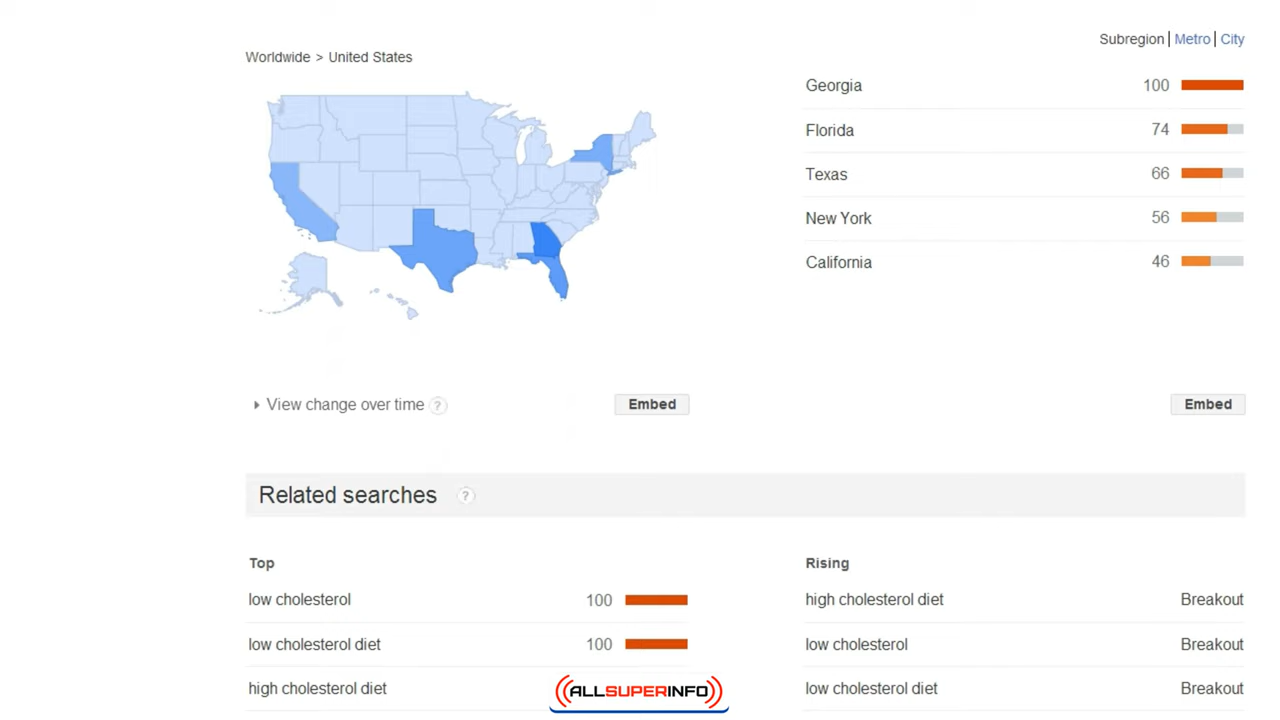 Subregion | Metro | City
Worldwide > United States
Georgia 100
Florida 74
Texas 66
New York 56
California 46
View change over time ?
Embed
Embed
Related searches ?
Top
Rising
low cholesterol 100
high cholesterol diet Breakout
low cholesterol diet 100
low cholesterol Breakout
high cholesterol diet
low cholesterol diet Breakout
ALLSUPERINFO